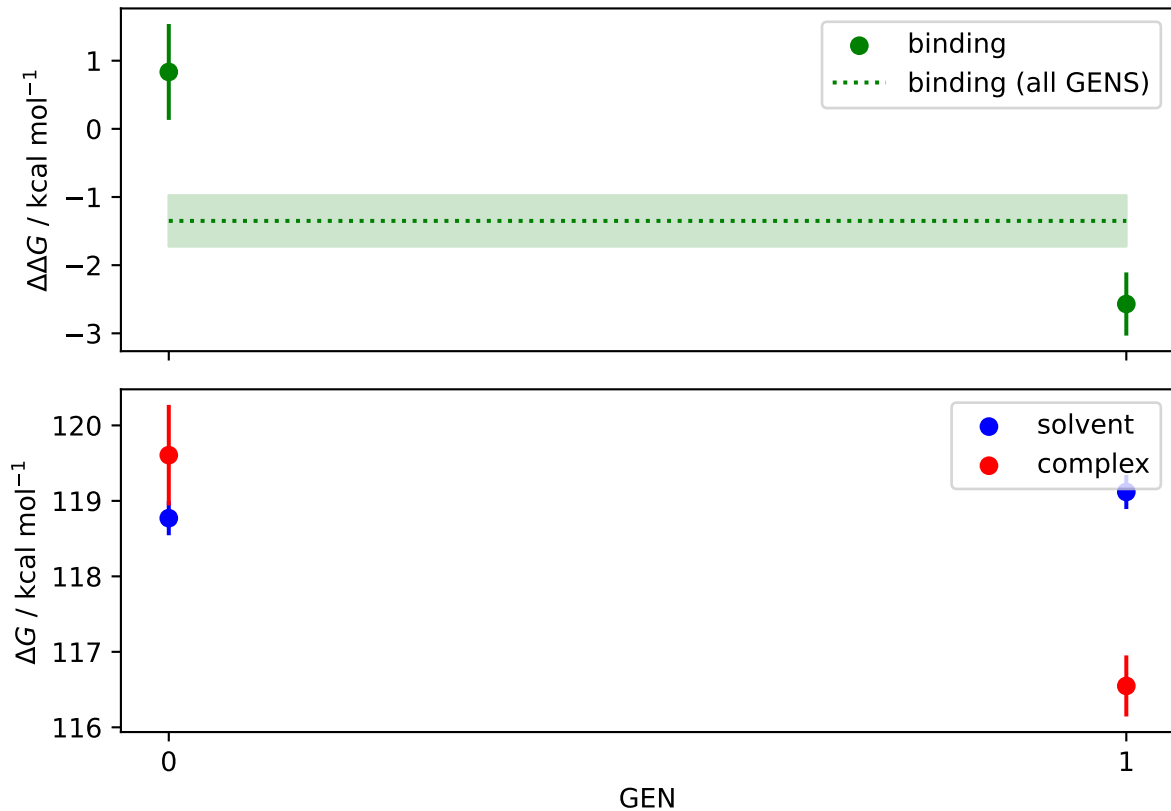 1
0
−1
−2
−3
ΔΔG / kcal mol⁻¹
binding
binding (all GENS)
120
119
118
117
116
ΔG / kcal mol⁻¹
solvent
complex
0 1
GEN